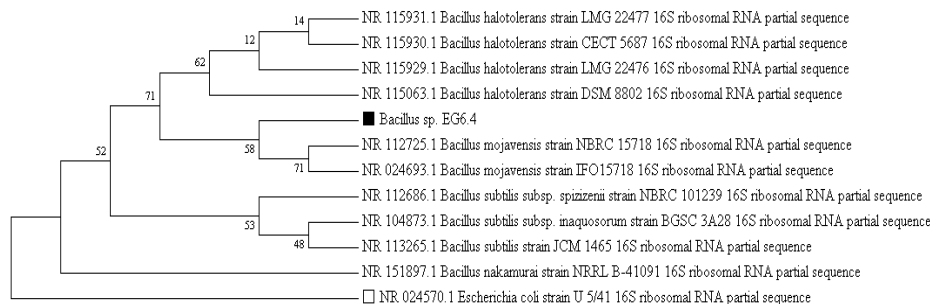 14
NR 115931.1 Bacillus halotolerans strain LMG 22477 16S ribosomal RNA partial sequence
12
NR 115930.1 Bacillus halotolerans strain CECT 5687 16S ribosomal RNA partial sequence
62
NR 115929.1 Bacillus halotolerans strain LMG 22476 16S ribosomal RNA partial sequence
71
NR 115063.1 Bacillus halotolerans strain DSM 8802 16S ribosomal RNA partial sequence
Bacillus sp. EG6.4
58
NR 112725.1 Bacillus mojavensis strain NBRC 15718 16S ribosomal RNA partial sequence
52
71
NR 024693.1 Bacillus mojavensis strain IFO15718 16S ribosomal RNA partial sequence
NR 112686.1 Bacillus subtilis subsp. spizizenii strain NBRC 101239 16S ribosomal RNA partial sequence
53
NR 104873.1 Bacillus subtilis subsp. inaquosorum strain BGSC 3A28 16S ribosomal RNA partial sequence
48
NR 113265.1 Bacillus subtilis strain JCM 1465 16S ribosomal RNA partial sequence
NR 151897.1 Bacillus nakamurai strain NRRL B-41091 16S ribosomal RNA partial sequence
NR 024570.1 Escherichia coli strain U 5/41 16S ribosomal RNA partial sequence